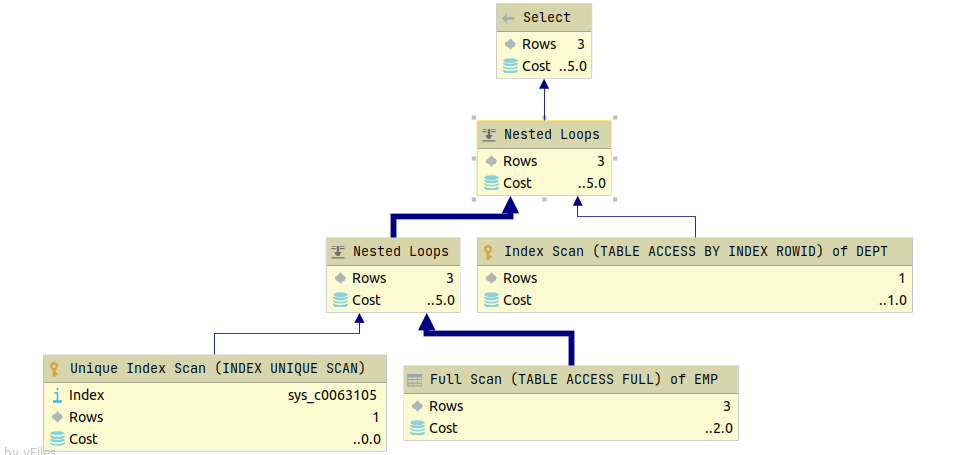 Select
Rows 3
Cost ..5.0
Nested Loops
Rows 3
Cost ..5.0
Nested Loops
Rows 3
Cost ..5.0
Index Scan (TABLE ACCESS BY INDEX ROWID) of DEPT
Rows 1
Cost ..1.0
Unique Index Scan (INDEX UNIQUE SCAN)
Index sys_c0063105
Rows 1
Cost ..0.0
Full Scan (TABLE ACCESS FULL) of EMP
Rows 3
Cost ..2.0
by yFiles